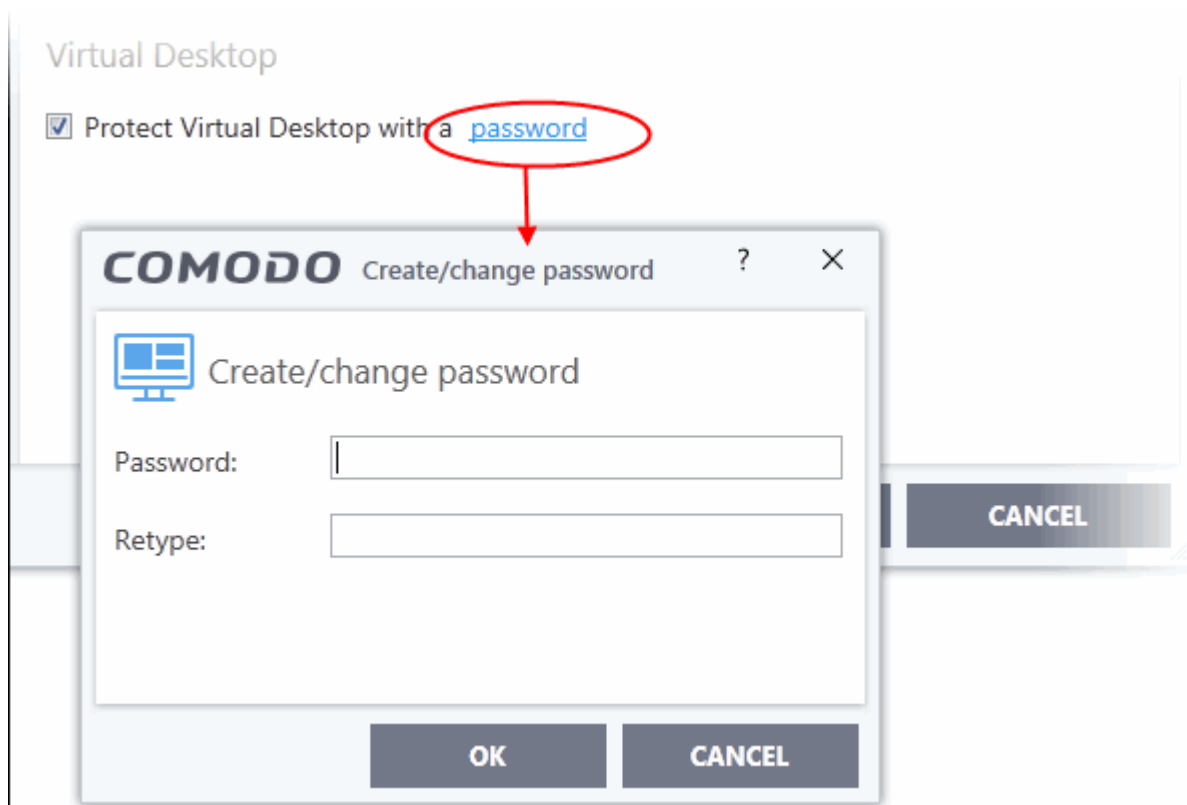 Virtual Desktop
Protect Virtual Desktop with a password
COMODO Create/change password ?
Create/change password
Password:
Retype:
CANCEL
OK CANCEL